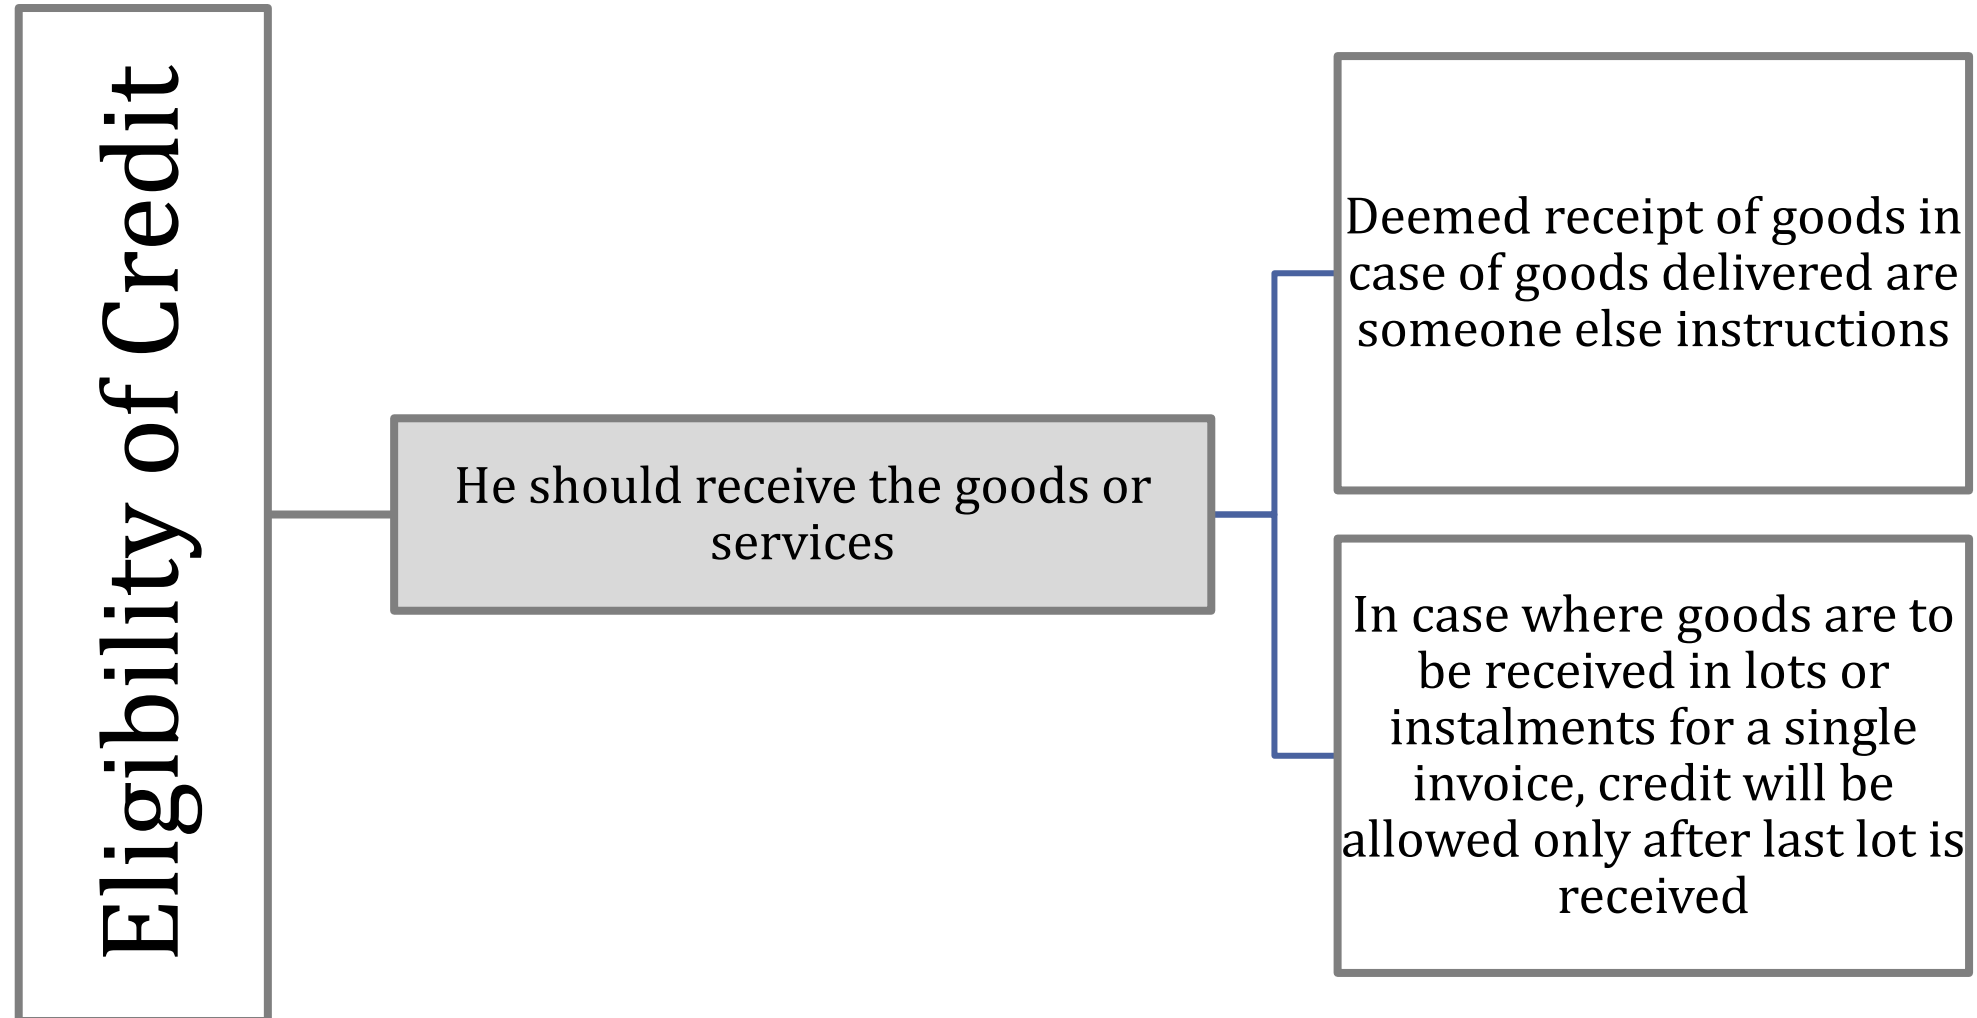 Eligibility of Credit
He should receive the goods or
services
Deemed receipt of goods in
case of goods delivered are
someone else instructions
In case where goods are to
be received in lots or
instalments for a single
invoice, credit will be
allowed only after last lot is
received